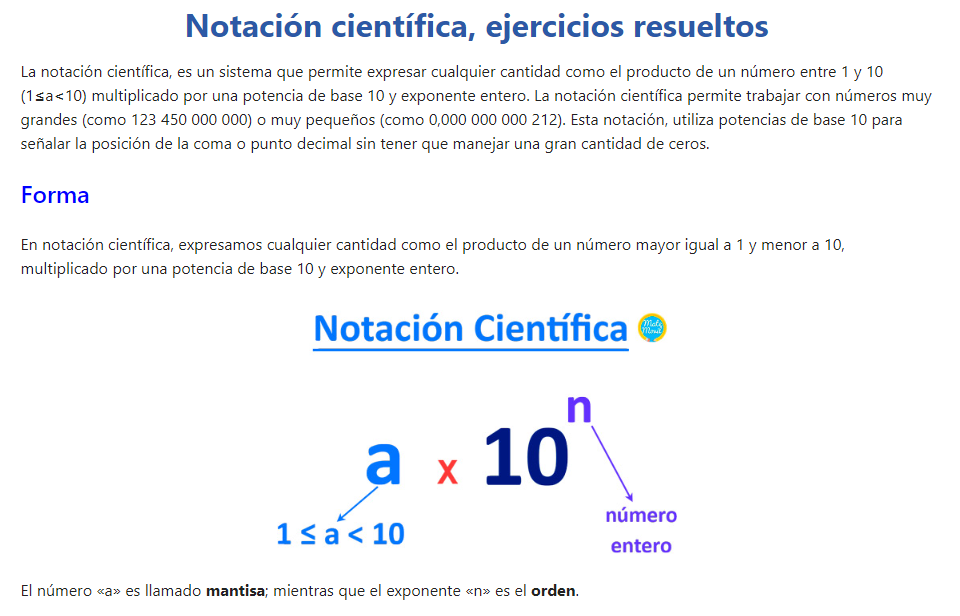 Notación científica, ejercicios resueltos
La notación científica, es un sistema que permite expresar cualquier cantidad como el producto de un número entre 1 y 10
(1≤a<10) multiplicado por una potencia de base 10 y exponente entero. La notación científica permite trabajar con números muy
grandes (como 123 450 000 000) o muy pequeños (como 0,000 000 000 212). Esta notación, utiliza potencias de base 10 para
señalar la posición de la coma o punto decimal sin tener que manejar una gran cantidad de ceros.
Forma
En notación científica, expresamos cualquier cantidad como el producto de un número mayor igual a 1 y menor a 10,
multiplicado por una potencia de base 10 y exponente entero.
Notación Científica
Mate
Movil
a x 10^n
1 ≤ a < 10
número
entero
El número «a» es llamado mantisa; mientras que el exponente «n» es el orden.